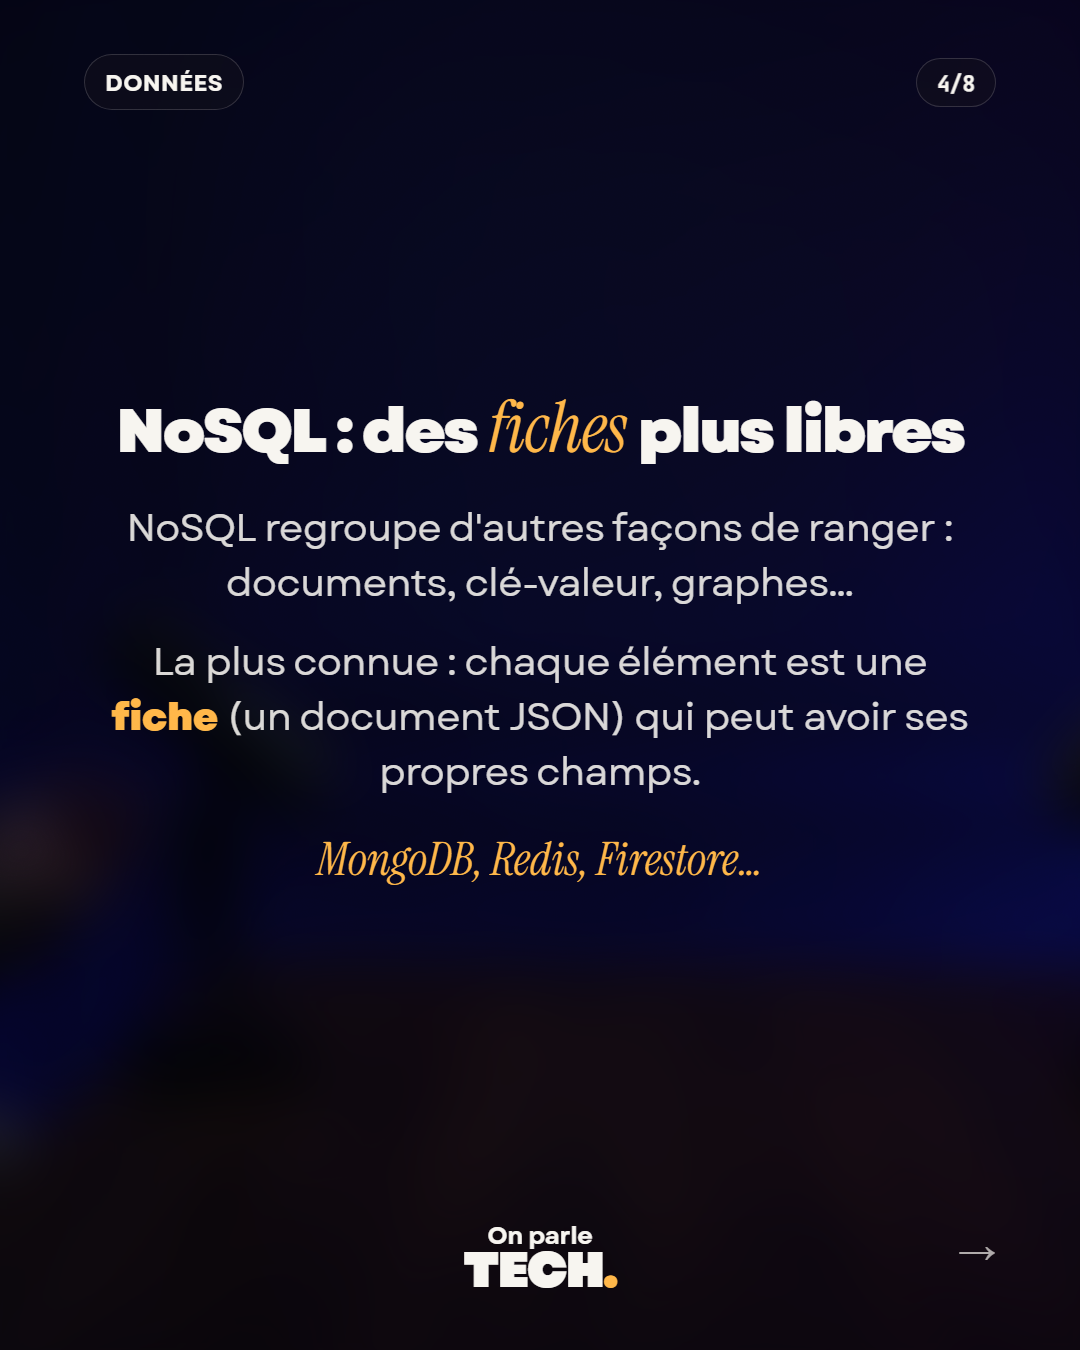 DONNÉES
4/8
NoSQL : des fiches plus libres
NoSQL regroupe d'autres façons de ranger :
documents, clé-valeur, graphes...
La plus connue : chaque élément est une
fiche (un document JSON) qui peut avoir ses
propres champs.
MongoDB, Redis, Firestore...
On parle
TECH.
→